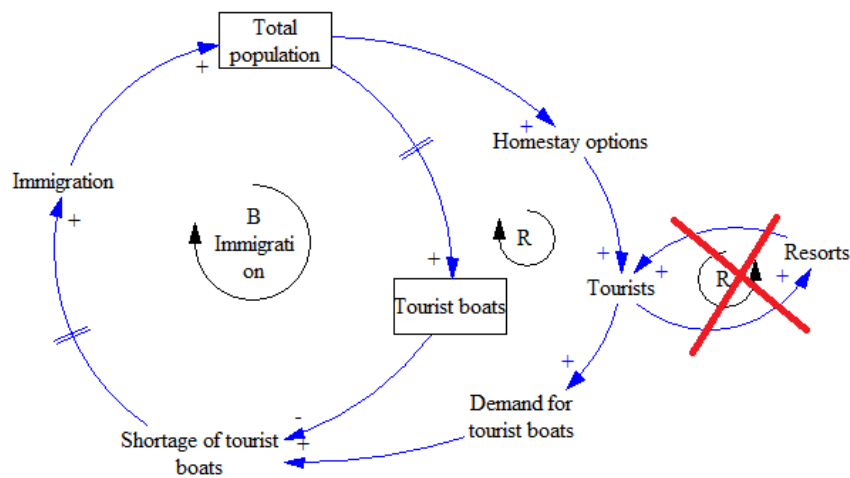 Total
population
+
+
Homestay options
Immigration
+
B
Immigrati
on
R
+
+
+
Tourists
R
+
Resorts
Tourist boats
+
Demand for
tourist boats
-
+
Shortage of tourist
boats